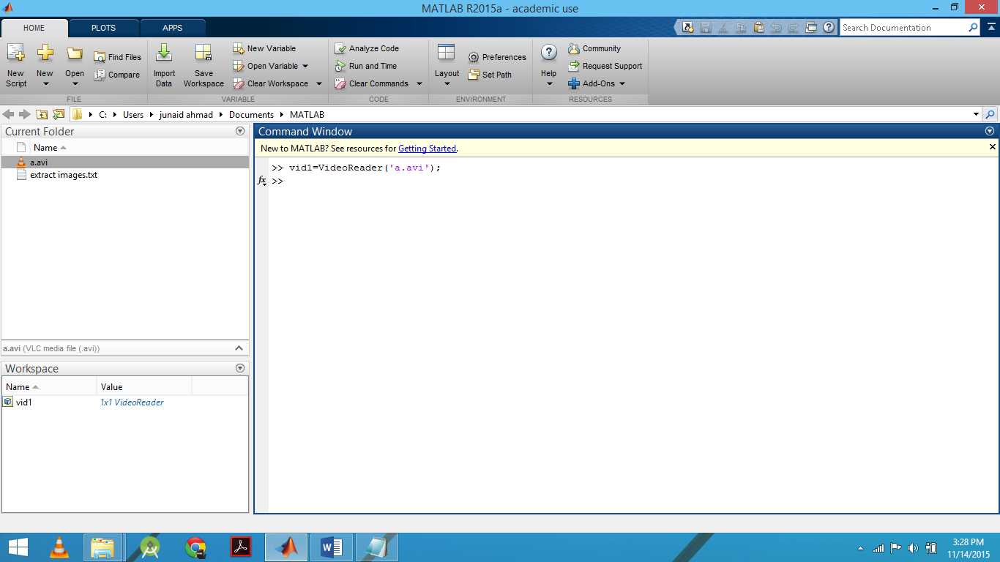 MATLAB R2015a - academic use
HOME PLOTS APPS
Search Documentation
New Script
New
Open
Find Files
Compare
FILE
Import Data
Save Workspace
New Variable
Open Variable
Clear Workspace
VARIABLE
Analyze Code
Run and Time
Clear Commands
CODE
Layout
Preferences
Set Path
ENVIRONMENT
Help
Community
Request Support
Add-Ons
RESOURCES
C: Users junaid ahmad Documents MATLAB
Current Folder
Name
a.avi
extract images.txt
a.avi (VLC media file (.avi))
Workspace
Name Value
vid1 1x1 VideoReader
Command Window
New to MATLAB? See resources for Getting Started.
>> vid1=VideoReader('a.avi');
fx >>
3:28 PM
11/14/2015